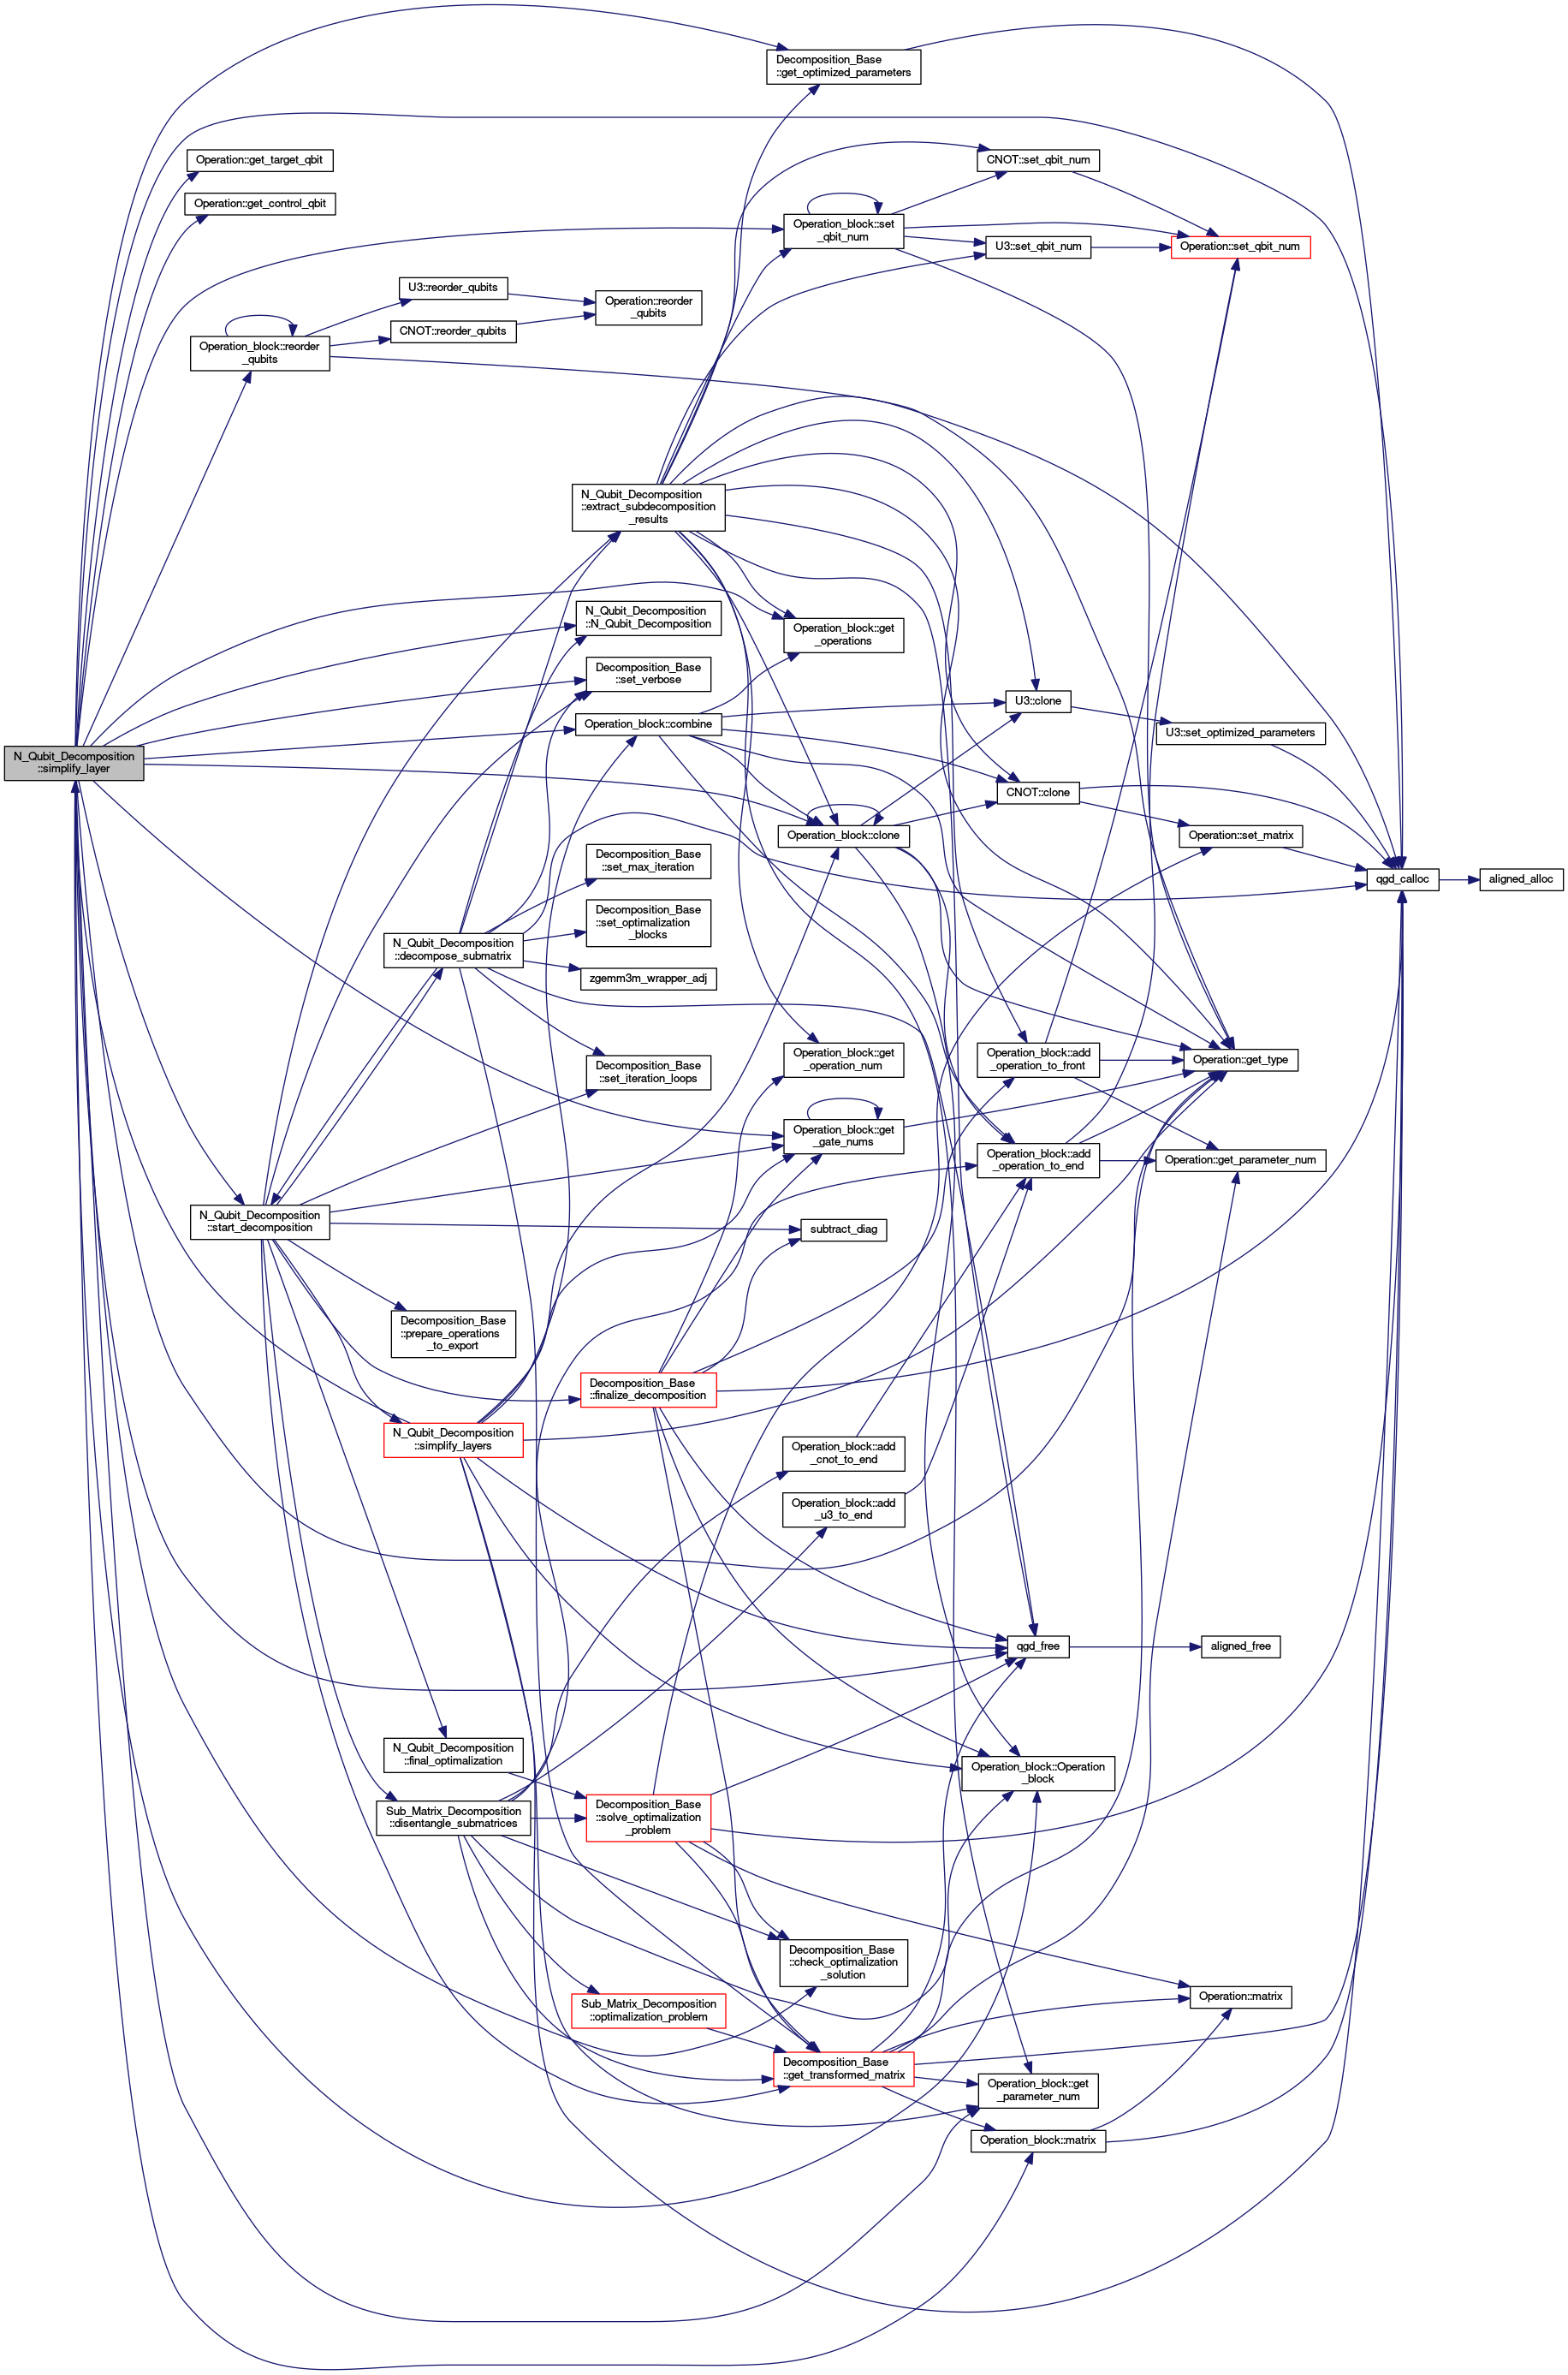 Decomposition_Base
::get_optimized_parameters
Operation::get_target_qbit
CNOT::set_qbit_num
Operation::get_control_qbit
Operation_block::set
_qbit_num
U3::set_qbit_num
Operation::set_qbit_num
U3::reorder_qubits
Operation::reorder
_qubits
CNOT::reorder_qubits
Operation_block::reorder
_qubits
N_Qubit_Decomposition
::extract_subdecomposition
_results
N_Qubit_Decomposition
::N_Qubit_Decomposition
Operation_block::get
_operations
Decomposition_Base
::set_verbose
U3::clone
Operation_block::combine
U3::set_optimized_parameters
N_Qubit_Decomposition
::simplify_layer
CNOT::clone
Operation_block::clone
Operation::set_matrix
Decomposition_Base
::set_max_iteration
qgd_calloc
aligned_alloc
Decomposition_Base
::set_optimalization
_blocks
N_Qubit_Decomposition
::decompose_submatrix
zgemm3m_wrapper_adj
Operation_block::get
_operation_num
Operation_block::add
_operation_to_front
Operation::get_type
Decomposition_Base
::set_iteration_loops
Operation_block::get
_gate_nums
Operation_block::add
_operation_to_end
Operation::get_parameter_num
N_Qubit_Decomposition
::start_decomposition
subtract_diag
Decomposition_Base
::prepare_operations
_to_export
Decomposition_Base
::finalize_decomposition
N_Qubit_Decomposition
::simplify_layers
Operation_block::add
_cnot_to_end
Operation_block::add
_u3_to_end
qgd_free
aligned_free
N_Qubit_Decomposition
::final_optimalization
Operation_block::Operation
_block
Sub_Matrix_Decomposition
::disentangle_submatrices
Decomposition_Base
::solve_optimalization
_problem
Decomposition_Base
::check_optimalization
_solution
Operation::matrix
Sub_Matrix_Decomposition
::optimalization_problem
Decomposition_Base
::get_transformed_matrix
Operation_block::get
_parameter_num
Operation_block::matrix